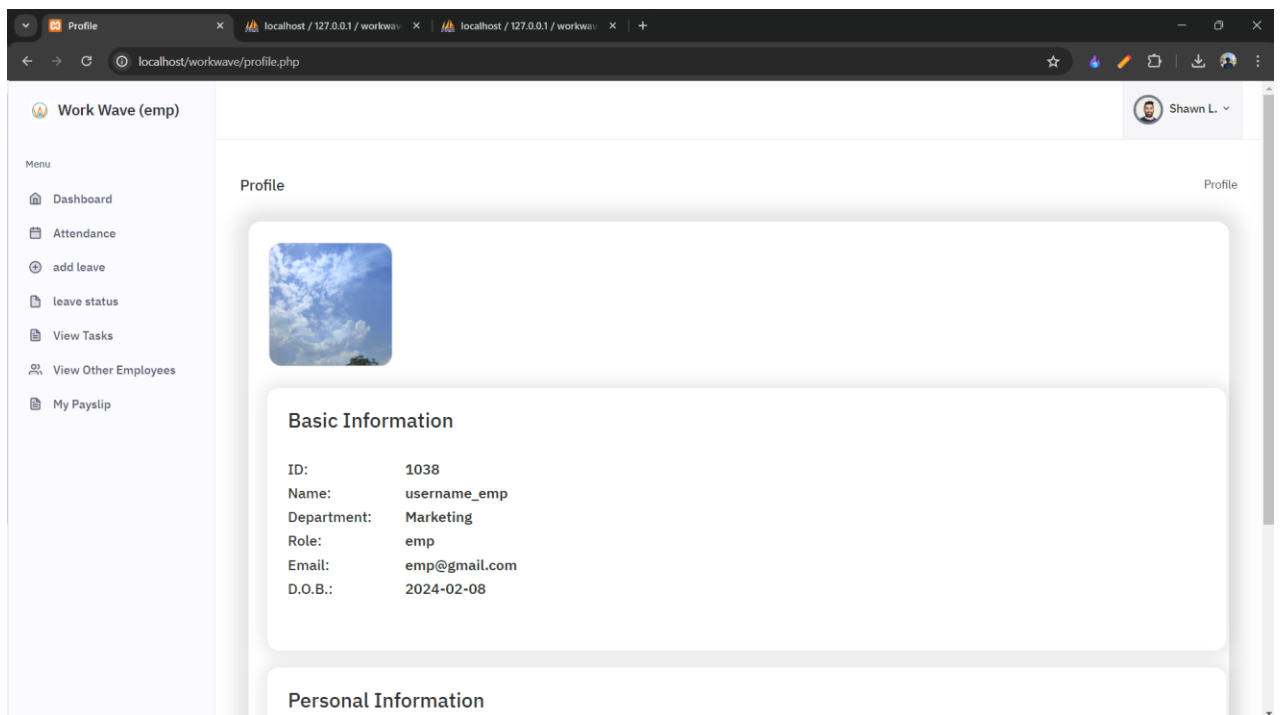 Profile
localhost / 127.0.0.1 / workwav
localhost / 127.0.0.1 / workwav
localhost/workwave/profile.php
Work Wave (emp)
Shawn L.
Menu
Dashboard
Attendance
add leave
leave status
View Tasks
View Other Employees
My Payslip
Profile
Profile
Basic Information
ID: 1038
Name: username_emp
Department: Marketing
Role: emp
Email: emp@gmail.com
D.O.B.: 2024-02-08
Personal Information